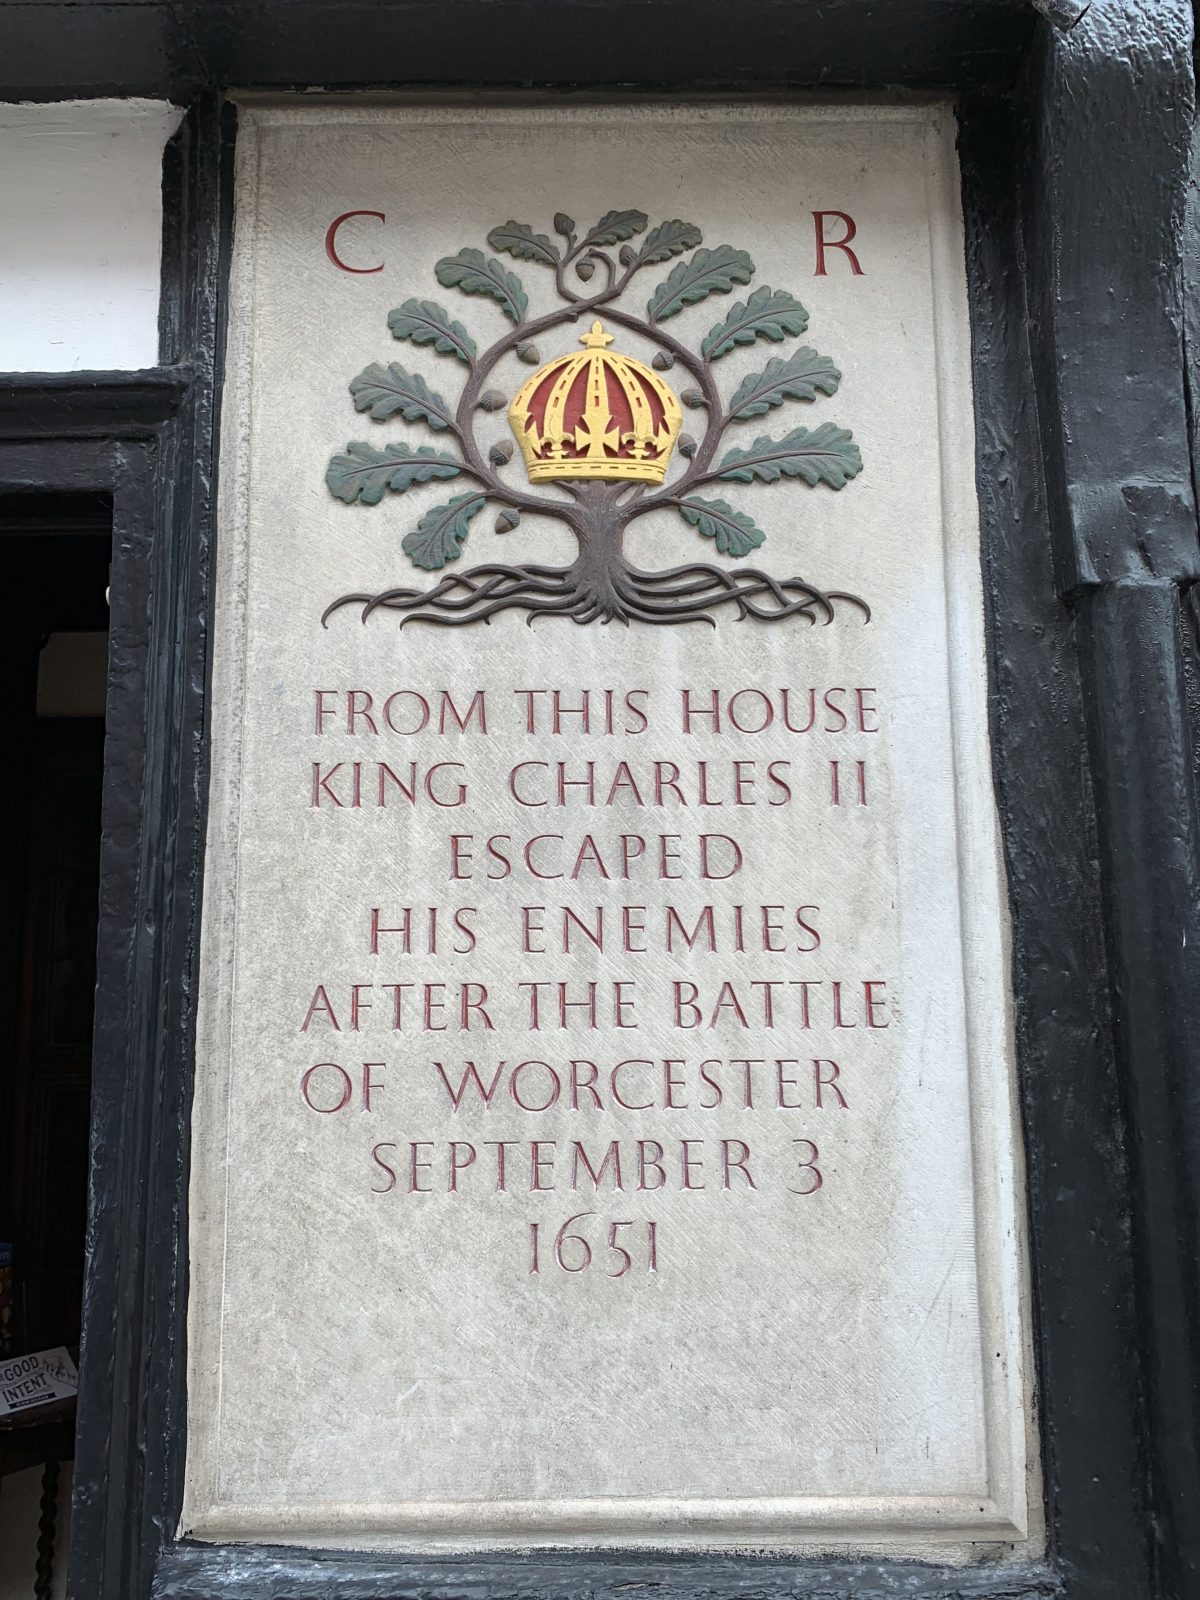 C R
FROM THIS HOUSE
KING CHARLES II
ESCAPED
HIS ENEMIES
AFTER THE BATTLE
OF WORCESTER
SEPTEMBER 3
1651
GOOD
INTENT